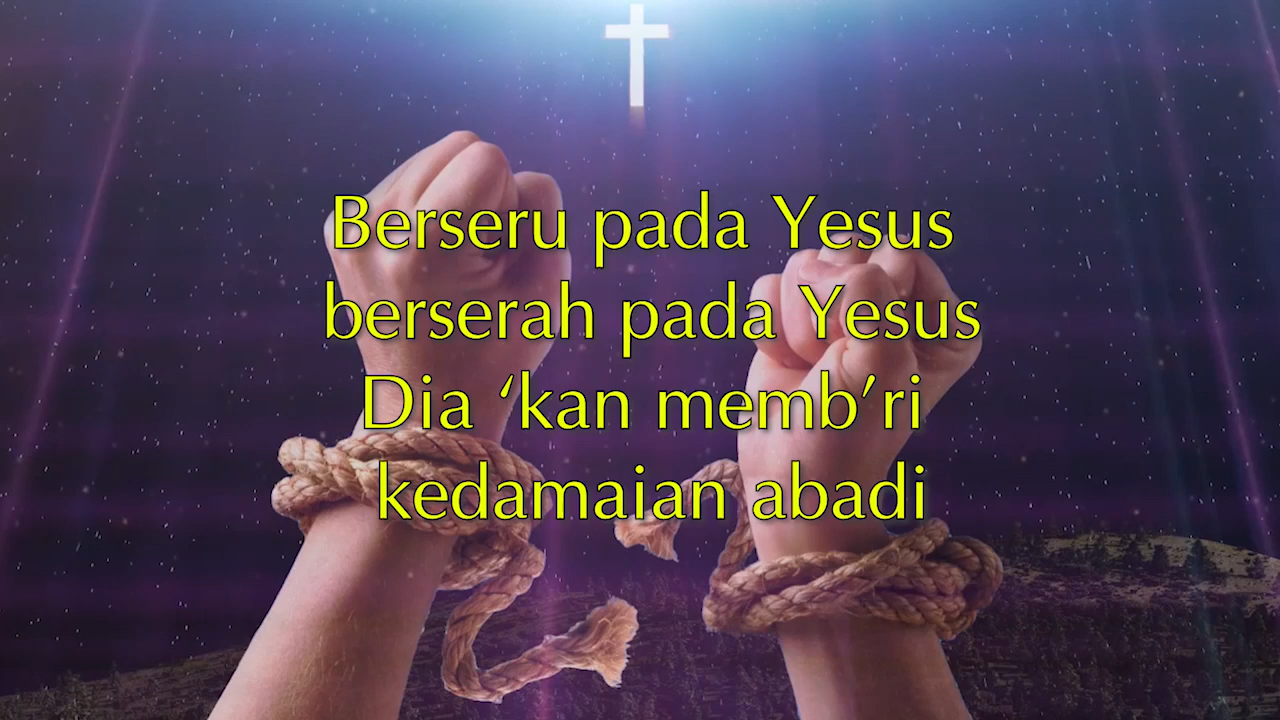 Berseru pada Yesus
berserah pada Yesus
Dia ‘kan memb’ri
kedamaian abadi